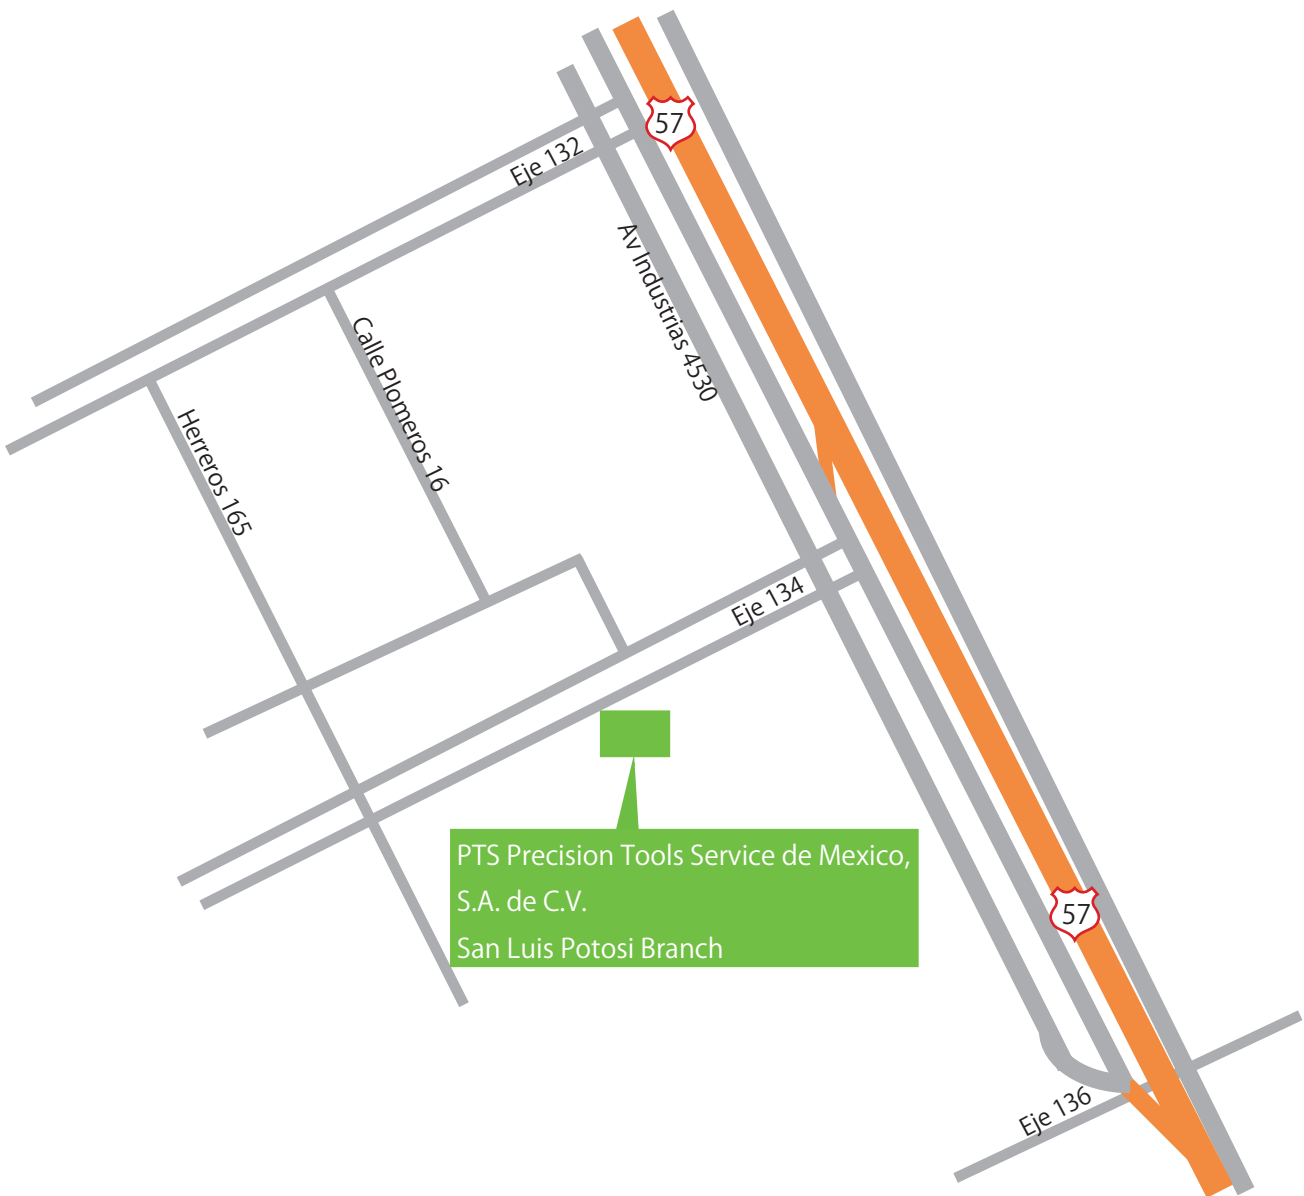 57
Eje 132
Av Industrias 4530
Calle Plomeros 16
Herreros 165
Eje 134
PTS Precision Tools Service de Mexico,
S.A. de C.V.
San Luis Potosi Branch
57
Eje 136